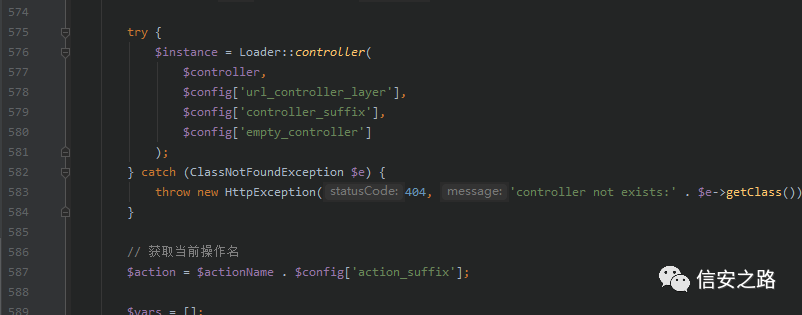 574
575 try {
576 $instance = Loader::controller(
577 $controller,
578 $config['url_controller_layer'],
579 $config['controller_suffix'],
580 $config['empty_controller']
581 );
582 } catch (ClassNotFoundException $e) {
583 throw new HttpException( statusCode: 404, message: 'controller not exists:' . $e->getClass())
584 }
585
586 // 获取当前操作名
587 $action = $actionName . $config['action_suffix'];
588
589 $vars = [];
信安之路